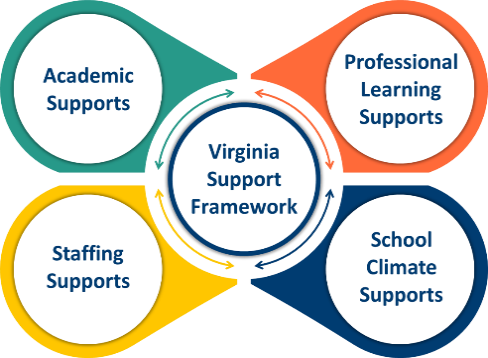 Academic
Supports
Professional
Learning
Supports
Virginia
Support
Framework
Staffing
Supports
School
Climate
Supports